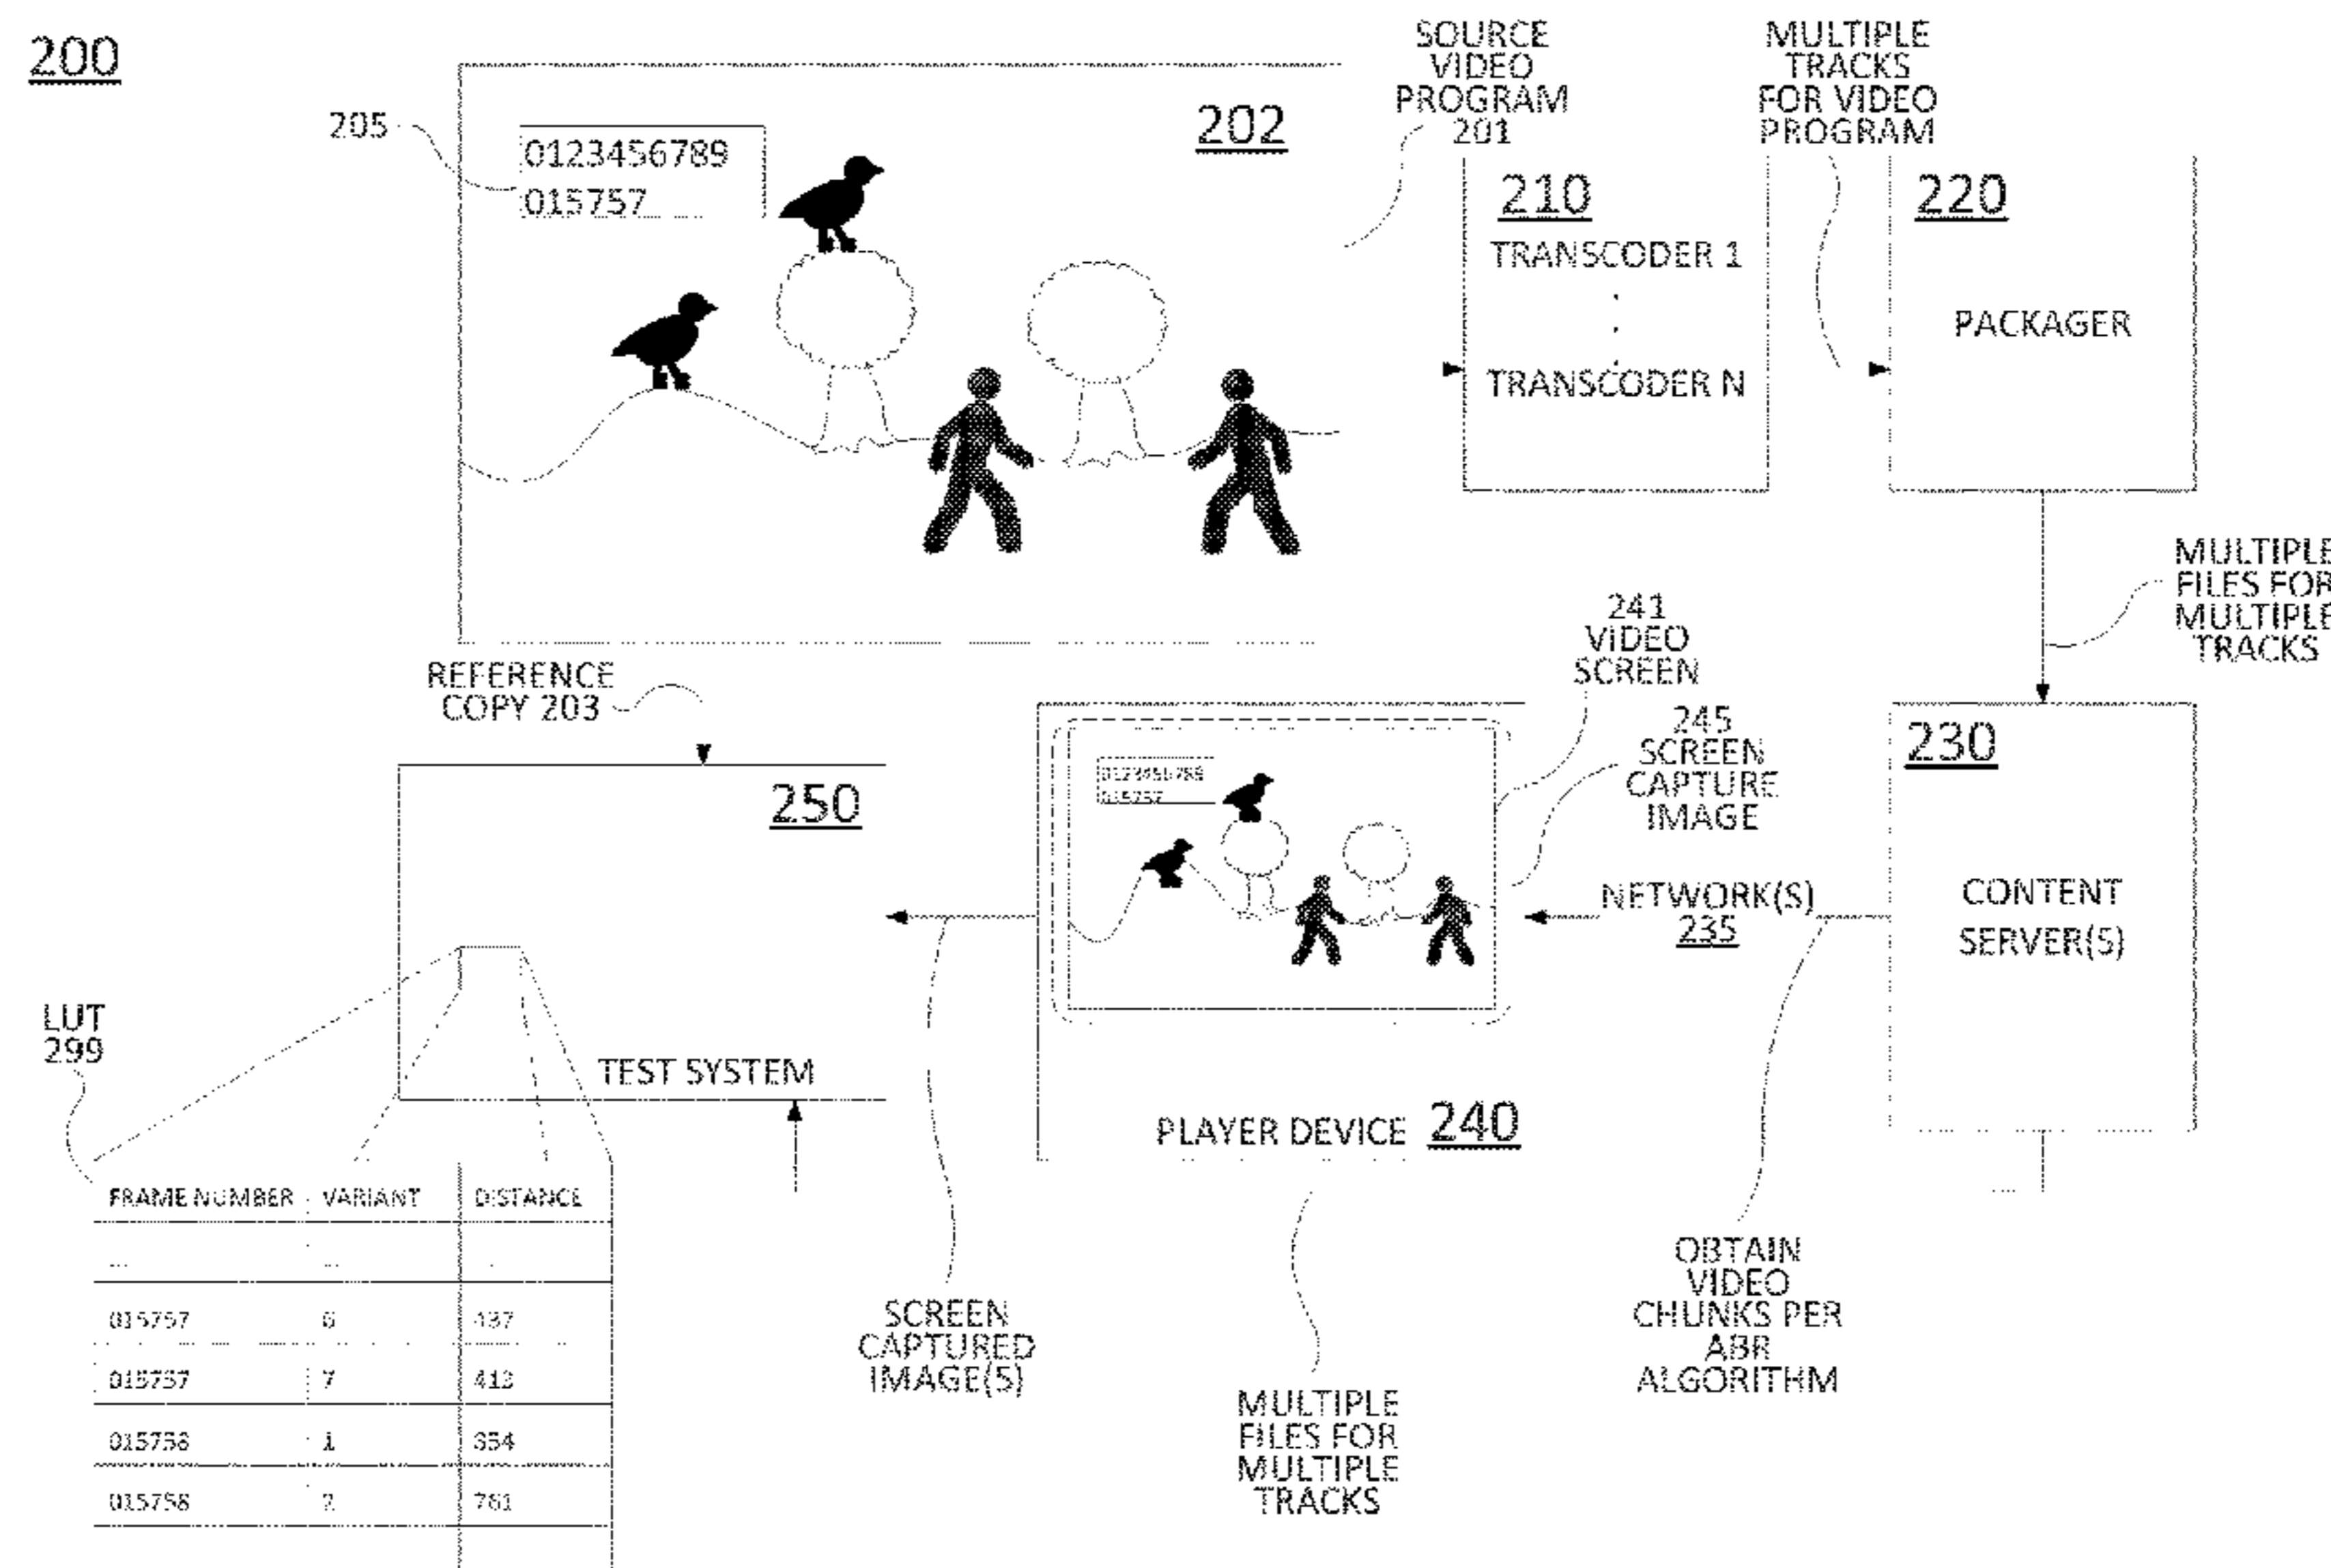 200
SOURCE
VIDEO
PROGRAM
201
MULTIPLE
TRACKS
FOR VIDEO
PROGRAM
205
0123456789
015757
202
210
TRANSCODER 1
TRANSCODER N
220
PACKAGER
MULTIPLE
FILES FOR
MULTIPLE
TRACKS
REFERENCE
COPY 203
241
VIDEO
SCREEN
245
SCREEN
CAPTURE
IMAGE
250
TEST SYSTEM
0123456789
015757
PLAYER DEVICE 240
NETWORK(S)
235
230
CONTENT
SERVER(S)
LUT
299
FRAME NUMBER VARIANT DISTANCE
... ...
015757 6 437
015757 7 413
015758 1 354
015758 2 761
SCREEN
CAPTURED
IMAGE(S)
MULTIPLE
FILES FOR
MULTIPLE
TRACKS
OBTAIN
VIDEO
CHUNKS PER
ABR
ALGORITHM